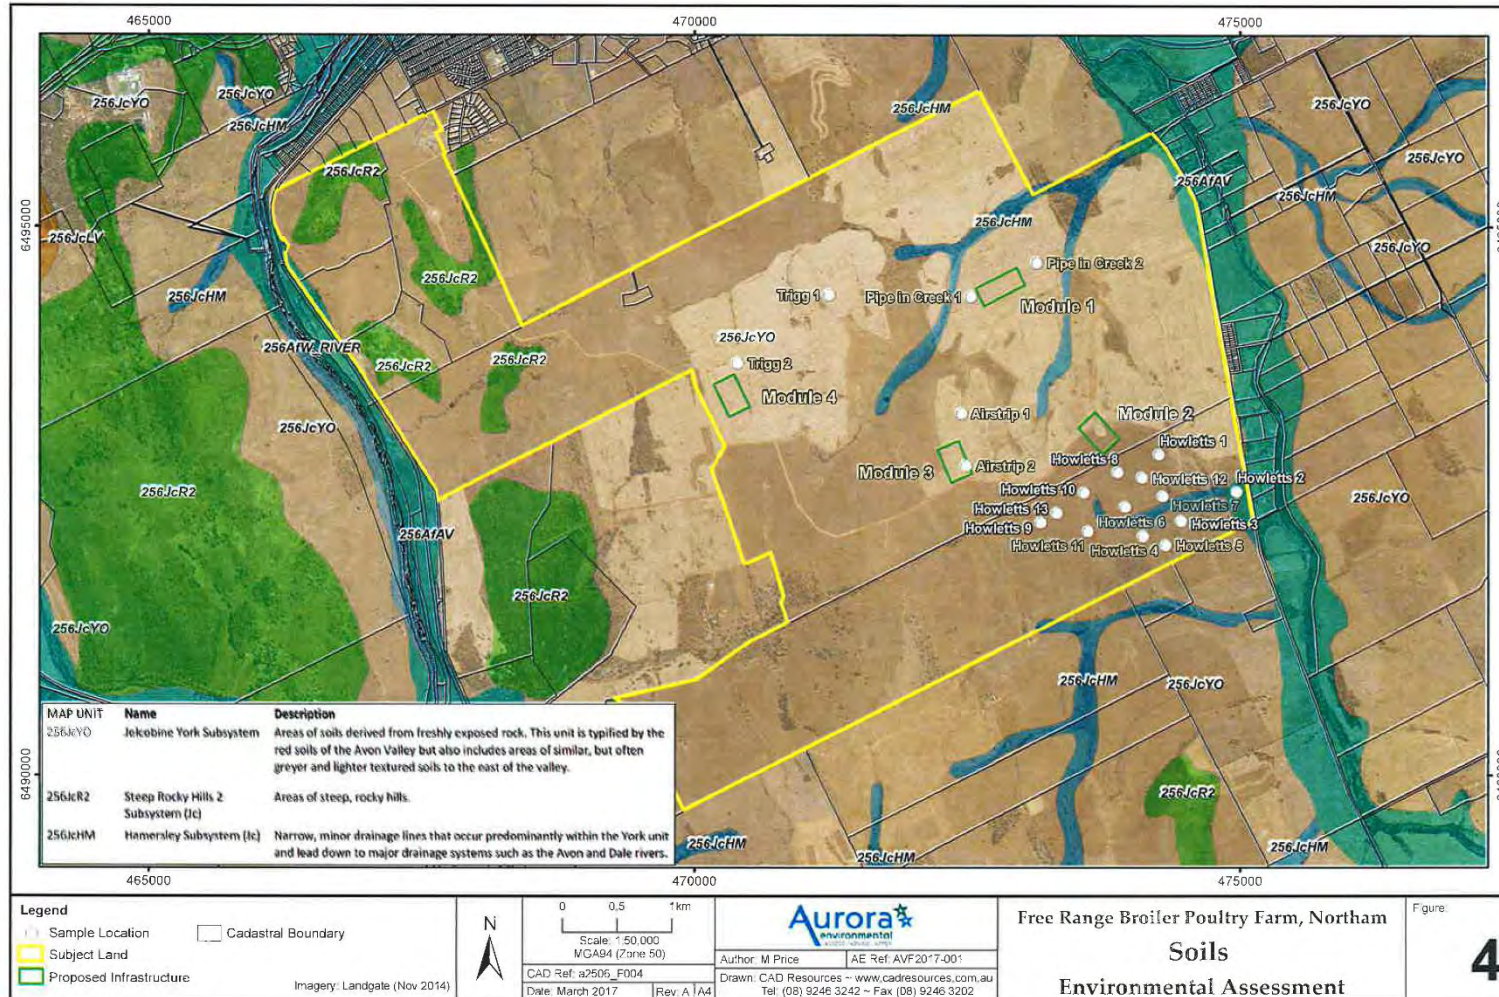 465000
470000
475000
256JcYO
256JcYO
256JcHM
256JcHM
256JcYO
256JcYO
256JcR2
256AfAV
256JcHM
6495000
256JcLV
256JcHM
256JcYO
256JcR2
Pipe in Creek 2
256JcHM
Trigg 1
Pipe in Creek 1
Module 1
256AfW_RIVER
256JcYO
256JcR2
256JcR2
Trigg 2
Module 4
256JcYO
Airstrip 1
Module 2
Howletts 1
Module 3
Airstrip 2
Howletts 8
Howletts 12
Howletts 2
256JcR2
Howletts 10
Howletts 7
256JcYO
Howletts 13
Howletts 6
Howletts 3
Howletts 9
256AfAV
Howletts 11
Howletts 4
Howletts 5
256JcR2
256JcYO
256JcHM
256JcYO
6490000
256JcR2
256JcHM
256JcHM
256JcHM
MAP UNIT Name Description
256JcYO Jelcobine York Subsystem Areas of soils derived from freshly exposed rock. This unit is typified by the
red soils of the Avon Valley but also includes areas of similar, but often
greyer and lighter textured soils to the east of the valley.
256JcR2 Steep Rocky Hills 2 Areas of steep, rocky hills.
Subsystem (Jc)
256JcHM Hamersley Subsystem (Jc) Narrow, minor drainage lines that occur predominantly within the York unit
and lead down to major drainage systems such as the Avon and Dale rivers.
465000
470000
475000
Legend
Sample Location
Cadastral Boundary
Subject Land
Proposed Infrastructure
Imagery: Landgate (Nov 2014)
N
0 0.5 1km
Scale: 1:50,000
MGA94 (Zone 50)
CAD Ref: a2506_F004
Date: March 2017 Rev: A A4
Aurora
environmental
Author: M Price AE Ref: AVF2017-001
Drawn: CAD Resources ~ www.cadresources.com.au
Tel: (08) 9246 3242 ~ Fax (08) 9246 3202
Free Range Broiler Poultry Farm, Northam
Soils
Environmental Assessment
Figure:
4